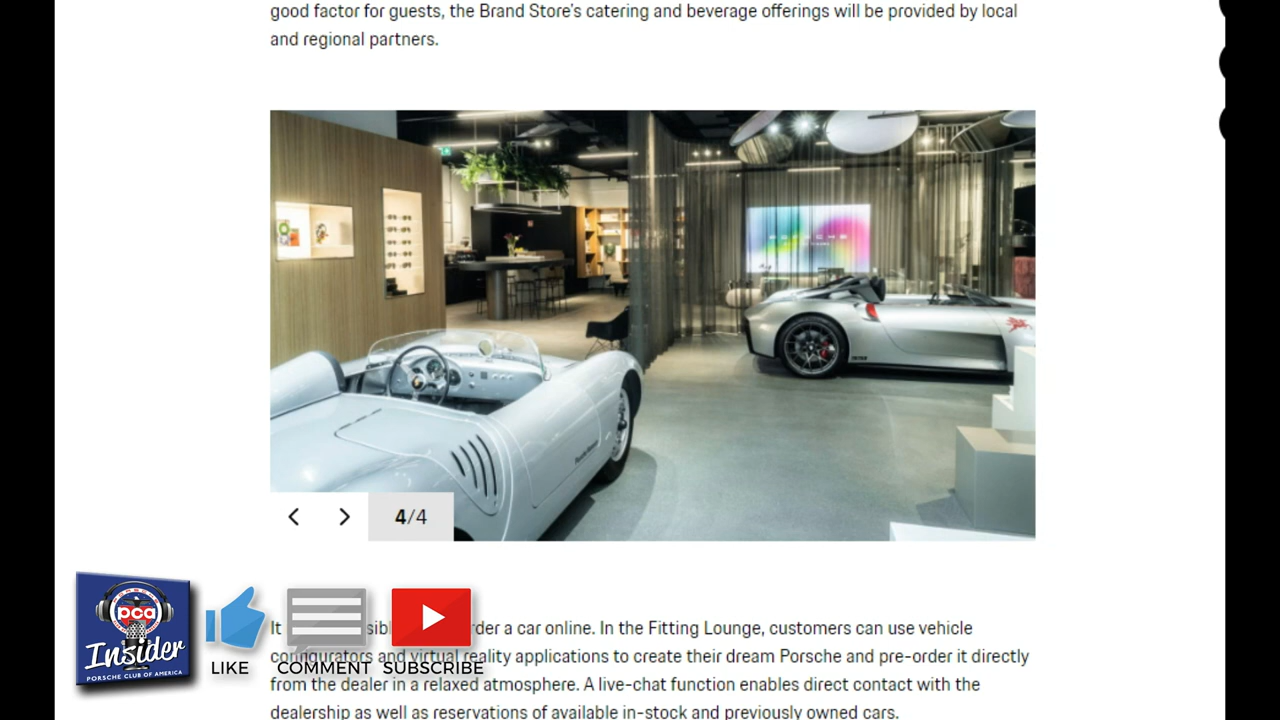 good factor for guests, the Brand Store's catering and beverage offerings will be provided by local
and regional partners.
4/4
It
order a car online. In the Fitting Lounge, customers can use vehicle
configurators and virtual reality applications to create their dream Porsche and pre-order it directly
from the dealer in a relaxed atmosphere. A live-chat function enables direct contact with the
dealership as well as reservations of available in-stock and previously owned cars.
pca
Insider
PORSCHE CLUB OF AMERICA
LIKE
COMMENT
SUBSCRIBE